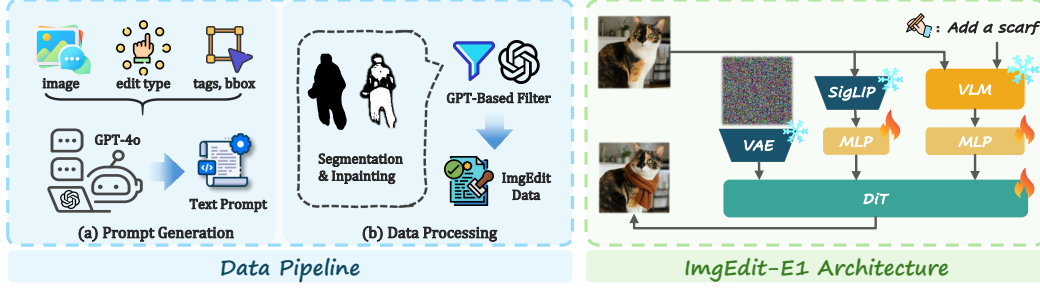 image
edit type
tags, bbox
GPT-4o
Text Prompt
(a) Prompt Generation
Segmentation
& Inpainting
GPT-Based Filter
ImgEdit
Data
(b) Data Processing
Data Pipeline
: Add a scarf
SigLIP
VLM
VAE
MLP
MLP
DiT
ImgEdit-E1 Architecture